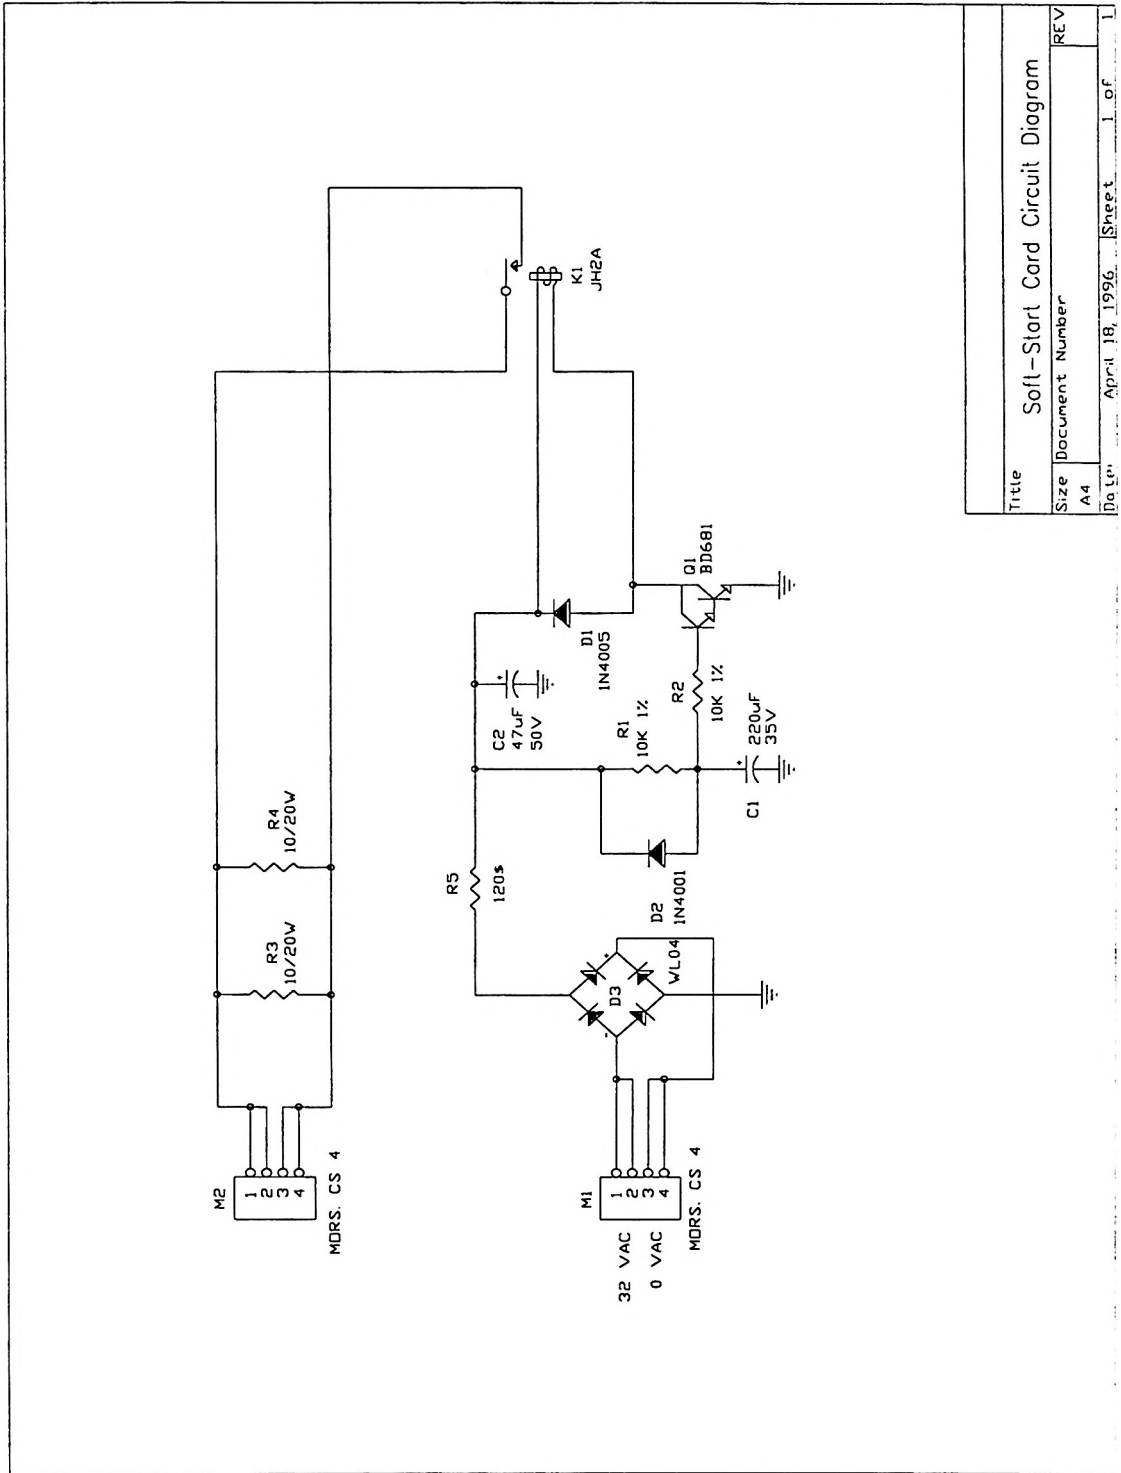 M2
1
2
3
4
MORS. CS 4
R3
10/20W
R4
10/20W
K1
JH2A
R5
120s
C2
47uF
50V
D1
1N4005
D3
WL04
+
-
D2
1N4001
R1
10K 1%
R2
10K 1%
Q1
BD681
C1
220uF
35V
M1
1
2
3
4
MORS. CS 4
32 VAC
0 VAC
Title
Soft-Start Card Circuit Diagram
Size
Document Number
REV
A4
Date:
April 18, 1996
Sheet 1 of 1